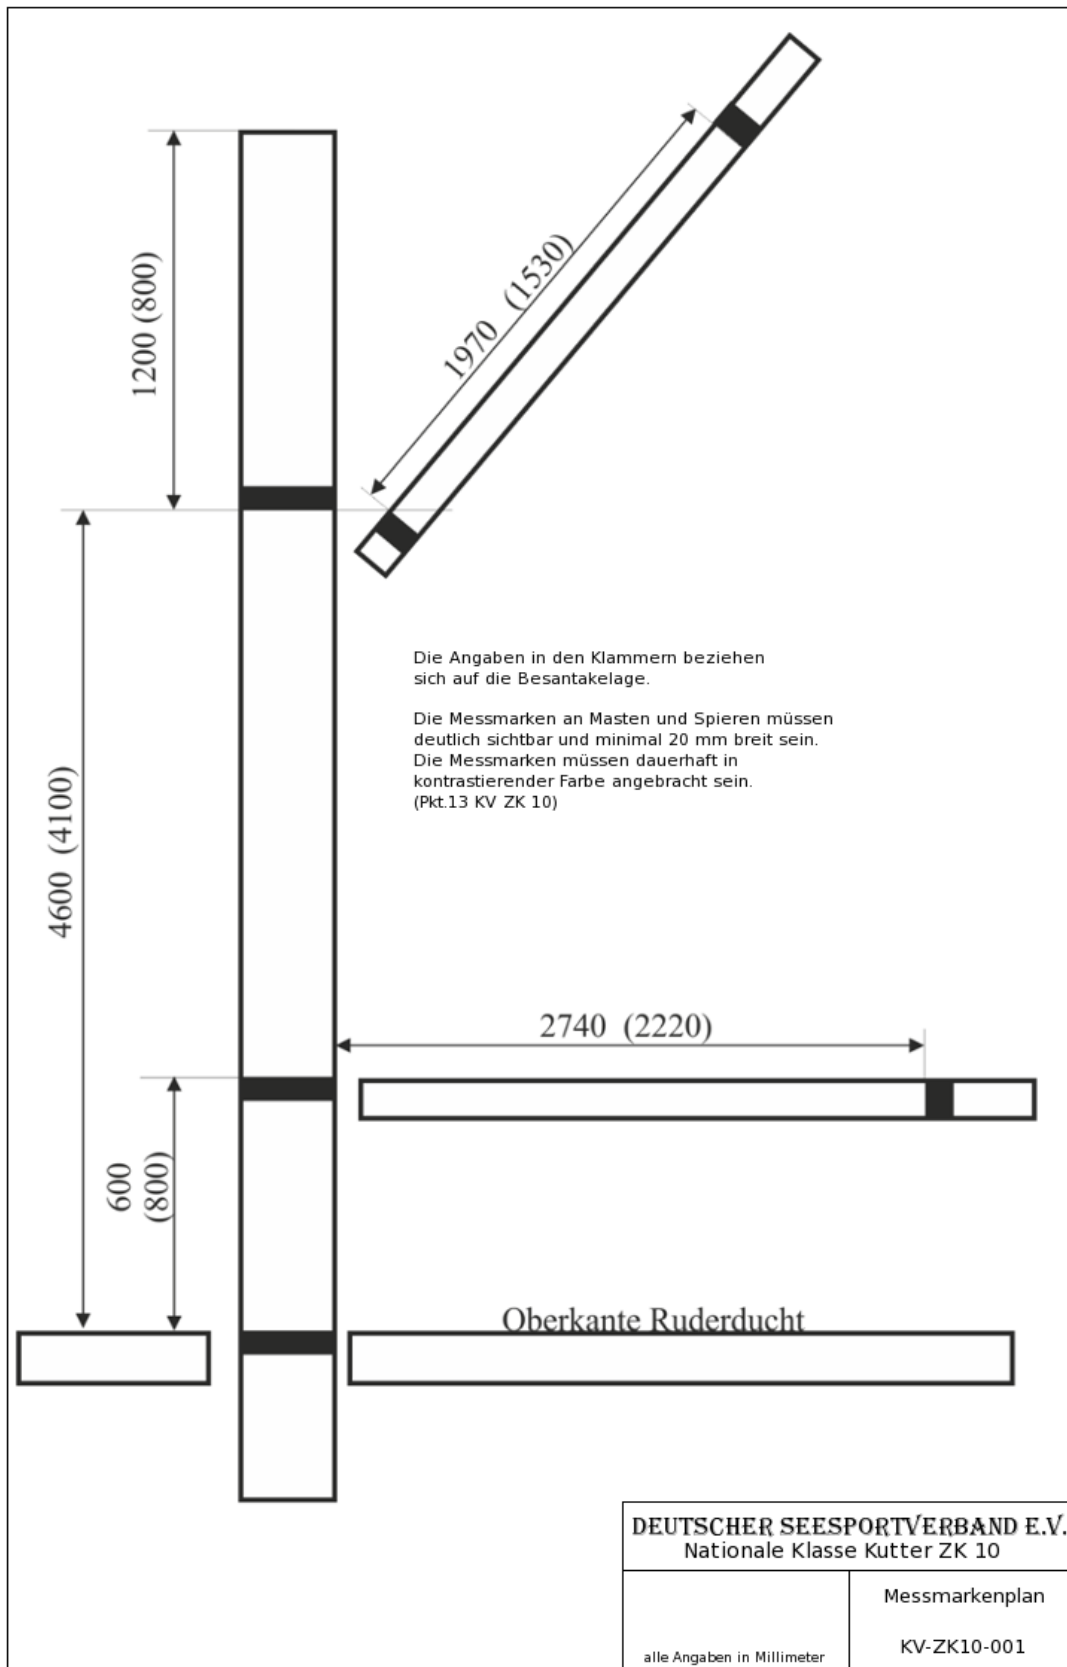 1200 (800)
1970 (1530)
Die Angaben in den Klammern beziehen
sich auf die Besantakelage.
Die Messmarken an Masten und Spieren müssen
deutlich sichtbar und minimal 20 mm breit sein.
Die Messmarken müssen dauerhaft in
kontrastierender Farbe angebracht sein.
(Pkt.13 KV ZK 10)
4600 (4100)
2740 (2220)
600
(800)
Oberkante Ruderducht
DEUTSCHER SEESPORTVERBAND E.V.
Nationale Klasse Kutter ZK 10
Messmarkenplan
KV-ZK10-001
alle Angaben in Millimeter